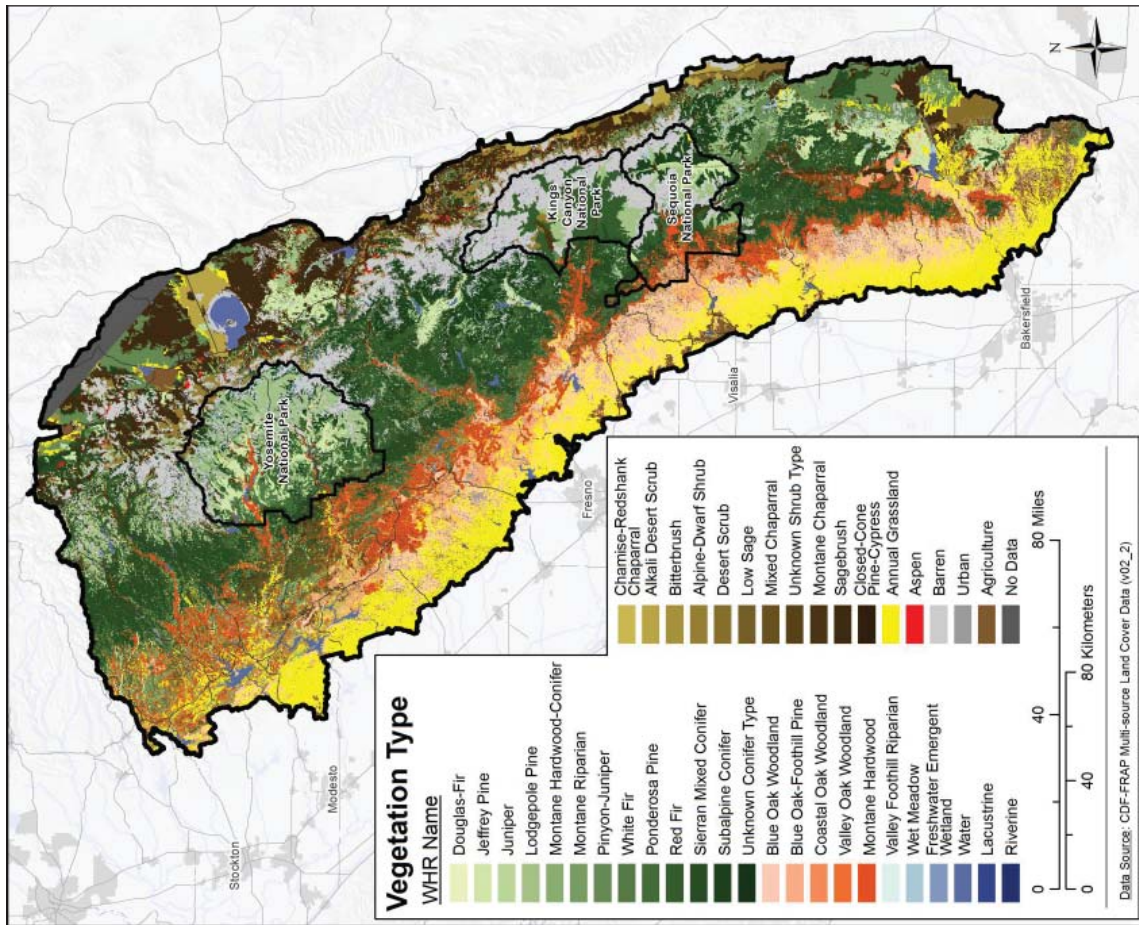 Vegetation Type
WHR Name
Douglas-Fir
Jeffrey Pine
Juniper
Lodgepole Pine
Montane Hardwood-Conifer
Montane Riparian
Pinyon-Juniper
White Fir
Ponderosa Pine
Red Fir
Sierran Mixed Conifer
Subalpine Conifer
Unknown Conifer Type
Blue Oak Woodland
Blue Oak-Foothill Pine
Coastal Oak Woodland
Valley Oak Woodland
Montane Hardwood
Valley Foothill Riparian
Wet Meadow
Freshwater Emergent
Wetland
Water
Lacustrine
Riverine
Chamise-Redshank
Chaparral
Alkali Desert Scrub
Bitterbrush
Alpine-Dwarf Shrub
Desert Scrub
Low Sage
Mixed Chaparral
Unknown Shrub Type
Montane Chaparral
Sagebrush
Closed-Cone
Pine-Cypress
Annual Grassland
Aspen
Barren
Urban
Agriculture
No Data
0 40 80 Kilometers
0 40 80 Miles
Data Source: CDF-FRAP Multi-source Land Cover Data (v02_2)
Stockton
Modesto
Fresno
Visalia
Bakersfield
Yosemite
National Park
Kings
Canyon
National
Park
Sequoia
National Park
N